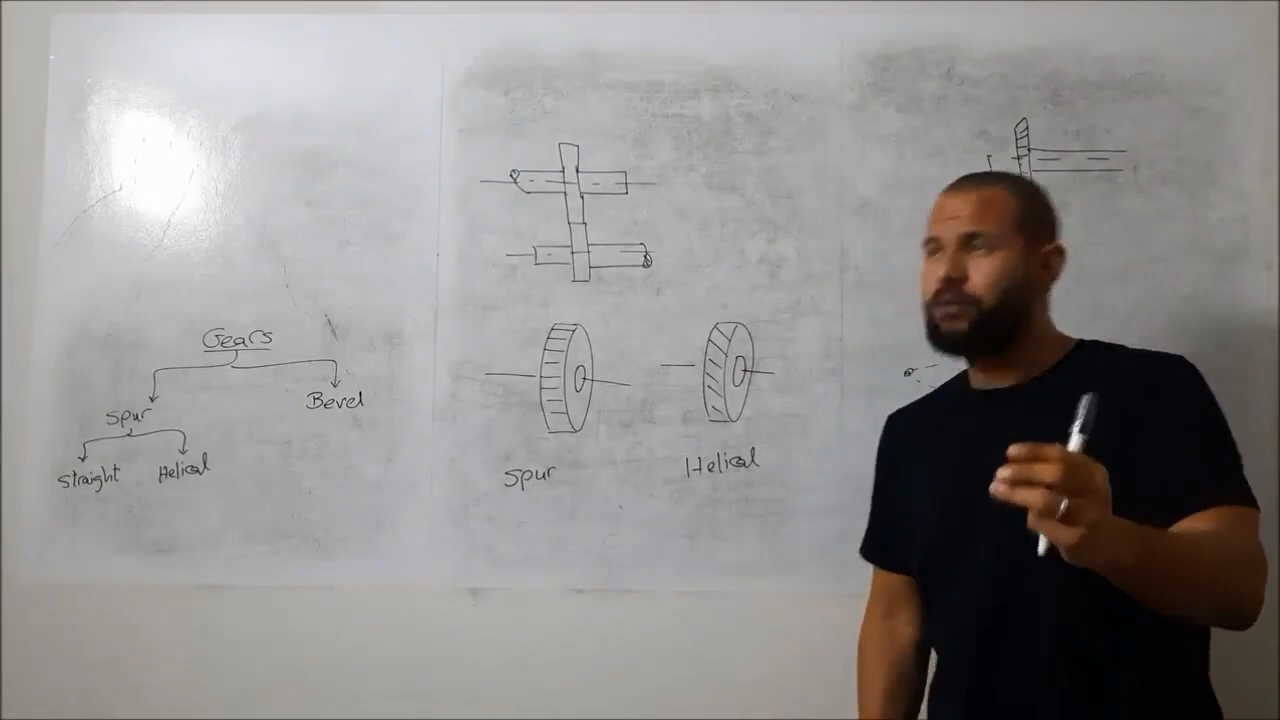 Gears
Spur
Bevel
Straight
Helical
Spur
Helical